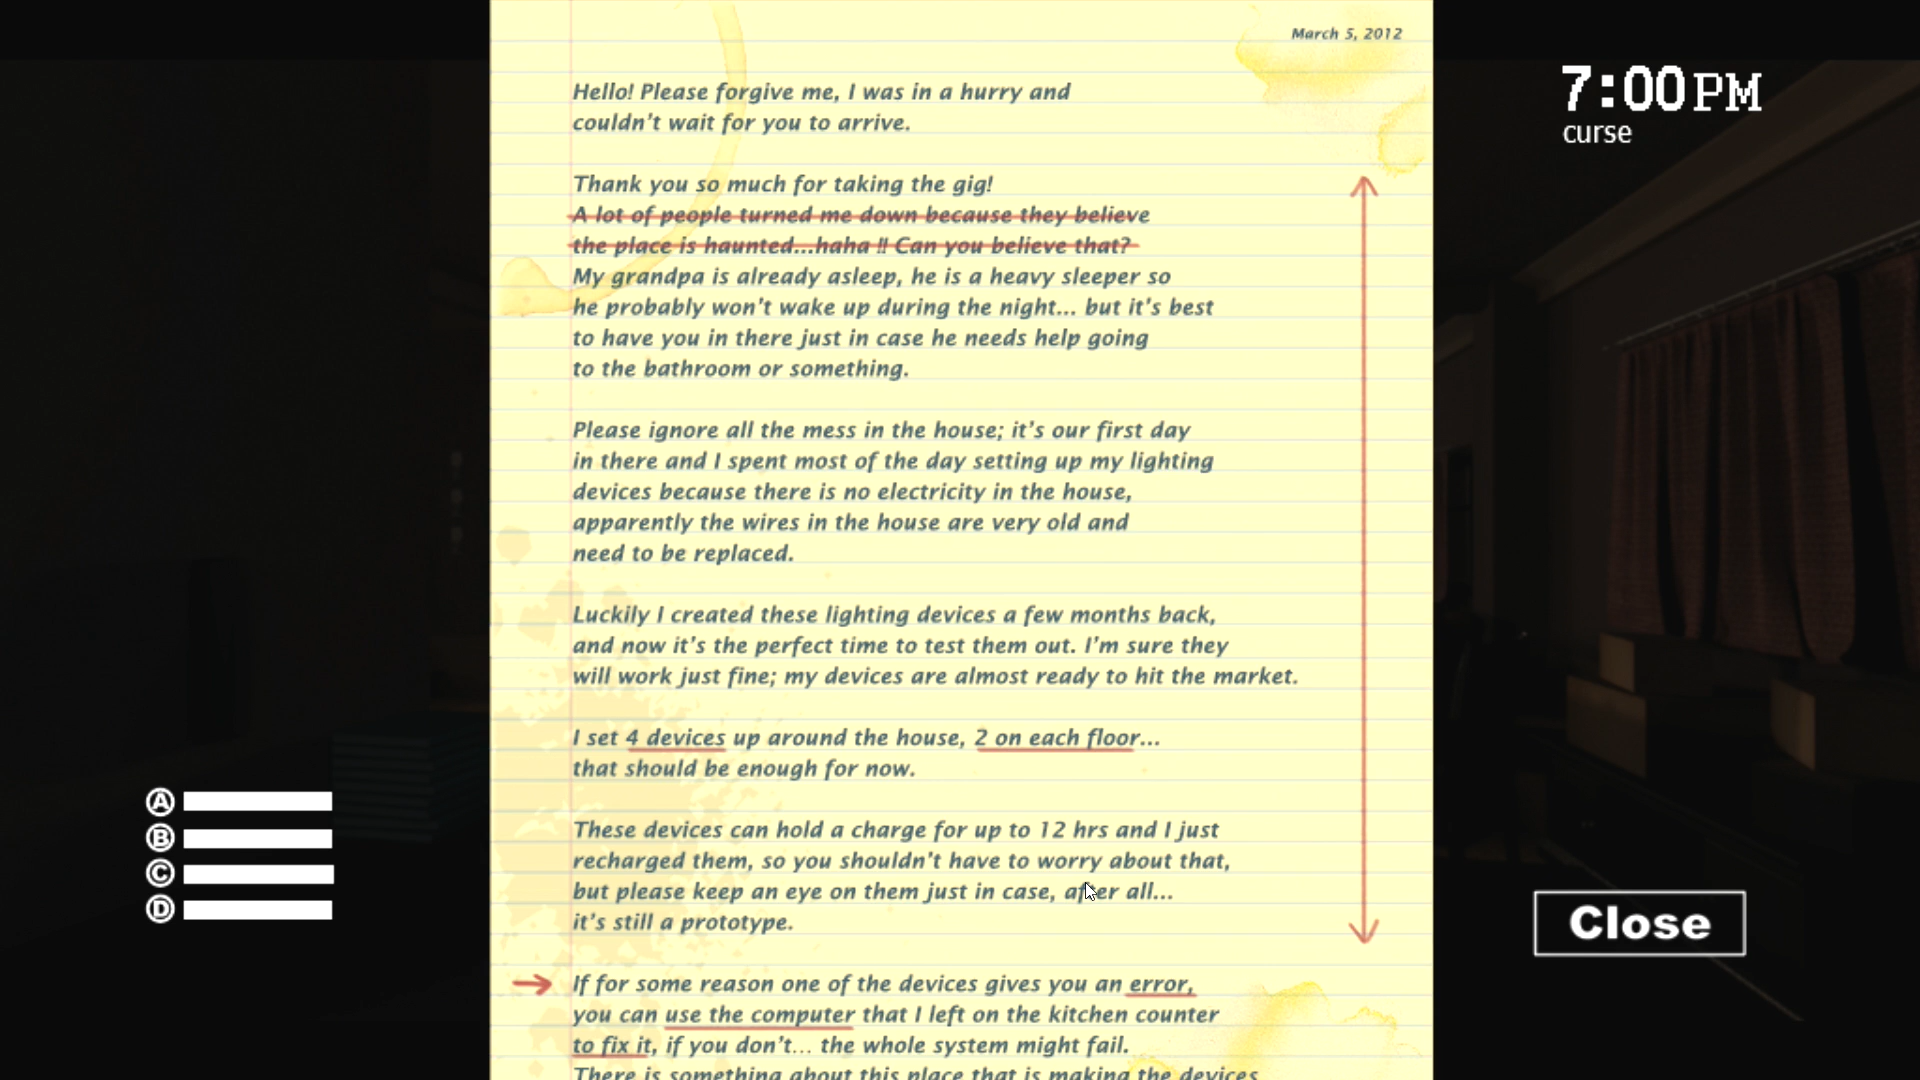 March 5, 2012
Hello! Please forgive me, I was in a hurry and
couldn't wait for you to arrive.
Thank you so much for taking the gig!
A lot of people turned me down because they believe
the place is haunted...haha !! Can you believe that?
My grandpa is already asleep, he is a heavy sleeper so
he probably won't wake up during the night... but it's best
to have you in there just in case he needs help going
to the bathroom or something.
Please ignore all the mess in the house; it's our first day
in there and I spent most of the day setting up my lighting
devices because there is no electricity in the house,
apparently the wires in the house are very old and
need to be replaced.
Luckily I created these lighting devices a few months back,
and now it's the perfect time to test them out. I'm sure they
will work just fine; my devices are almost ready to hit the market.
I set 4 devices up around the house, 2 on each floor...
that should be enough for now.
These devices can hold a charge for up to 12 hrs and I just
recharged them, so you shouldn't have to worry about that,
but please keep an eye on them just in case, after all...
it's still a prototype.
If for some reason one of the devices gives you an error,
you can use the computer that I left on the kitchen counter
to fix it, if you don't... the whole system might fail.
There is something about this place that is making the devices
7:00PM
curse
A
B
C
D
Close